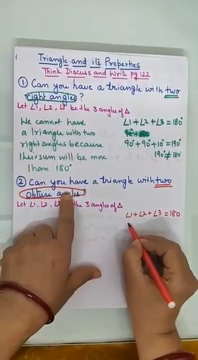 Triangle and its Properties
Think Discuss and Write pg 122
① Can you have a triangle with two
right angles?
Let ∠1, ∠2, ∠3 be the 3 angles of Δ
We cannot have
a triangle with two
right angles because
their sum will be more
than 180°
∠1+∠2+∠3=180°
90°+90°+10°=190°
190°≠180°
② Can you have a triangle with two
obtuse
Let ∠1, ∠2, the 3 angles of Δ
∠1+∠2+∠3=180